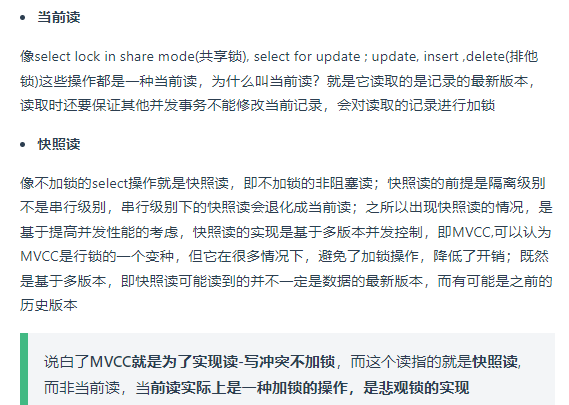 当前读
像select lock in share mode(共享锁), select for update ; update, insert ,delete(排他
锁)这些操作都是一种当前读，为什么叫当前读？就是它读取的是记录的最新版本，
读取时还要保证其他并发事务不能修改当前记录，会对读取的记录进行加锁
快照读
像不加锁的select操作就是快照读，即不加锁的非阻塞读；快照读的前提是隔离级别
不是串行级别，串行级别下的快照读会退化成当前读；之所以出现快照读的情况，是
基于提高并发性能的考虑，快照读的实现是基于多版本并发控制，即MVCC,可以认为
MVCC是行锁的一个变种，但它在很多情况下，避免了加锁操作，降低了开销；既然
是基于多版本，即快照读可能读到的并不一定是数据的最新版本，而有可能是之前的
历史版本
说白了MVCC就是为了实现读-写冲突不加锁，而这个读指的就是快照读,
而非当前读，当前读实际上是一种加锁的操作，是悲观锁的实现